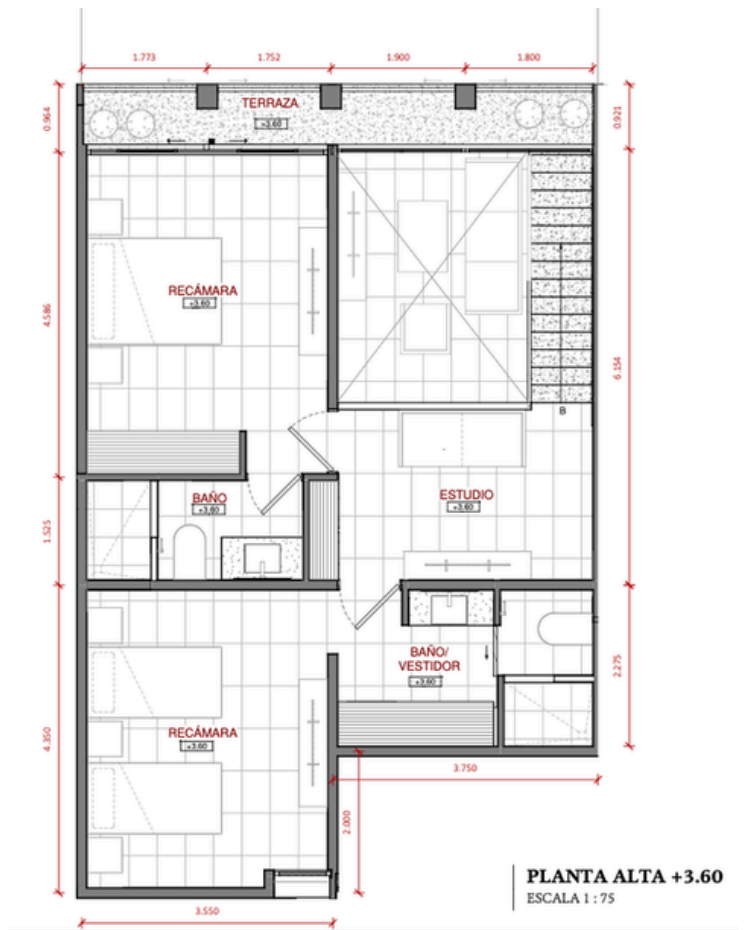 1.773
1.752
1.900
1.800
TERRAZA
+3.60
0.964
0.921
RECÁMARA
+3.60
4.586
6.154
B
BAÑO
+3.60
ESTUDIO
+3.60
1.525
BAÑO/
VESTIDOR
+3.60
2.275
RECÁMARA
+3.60
4.350
3.750
2.000
3.550
PLANTA ALTA +3.60
ESCALA 1 : 75